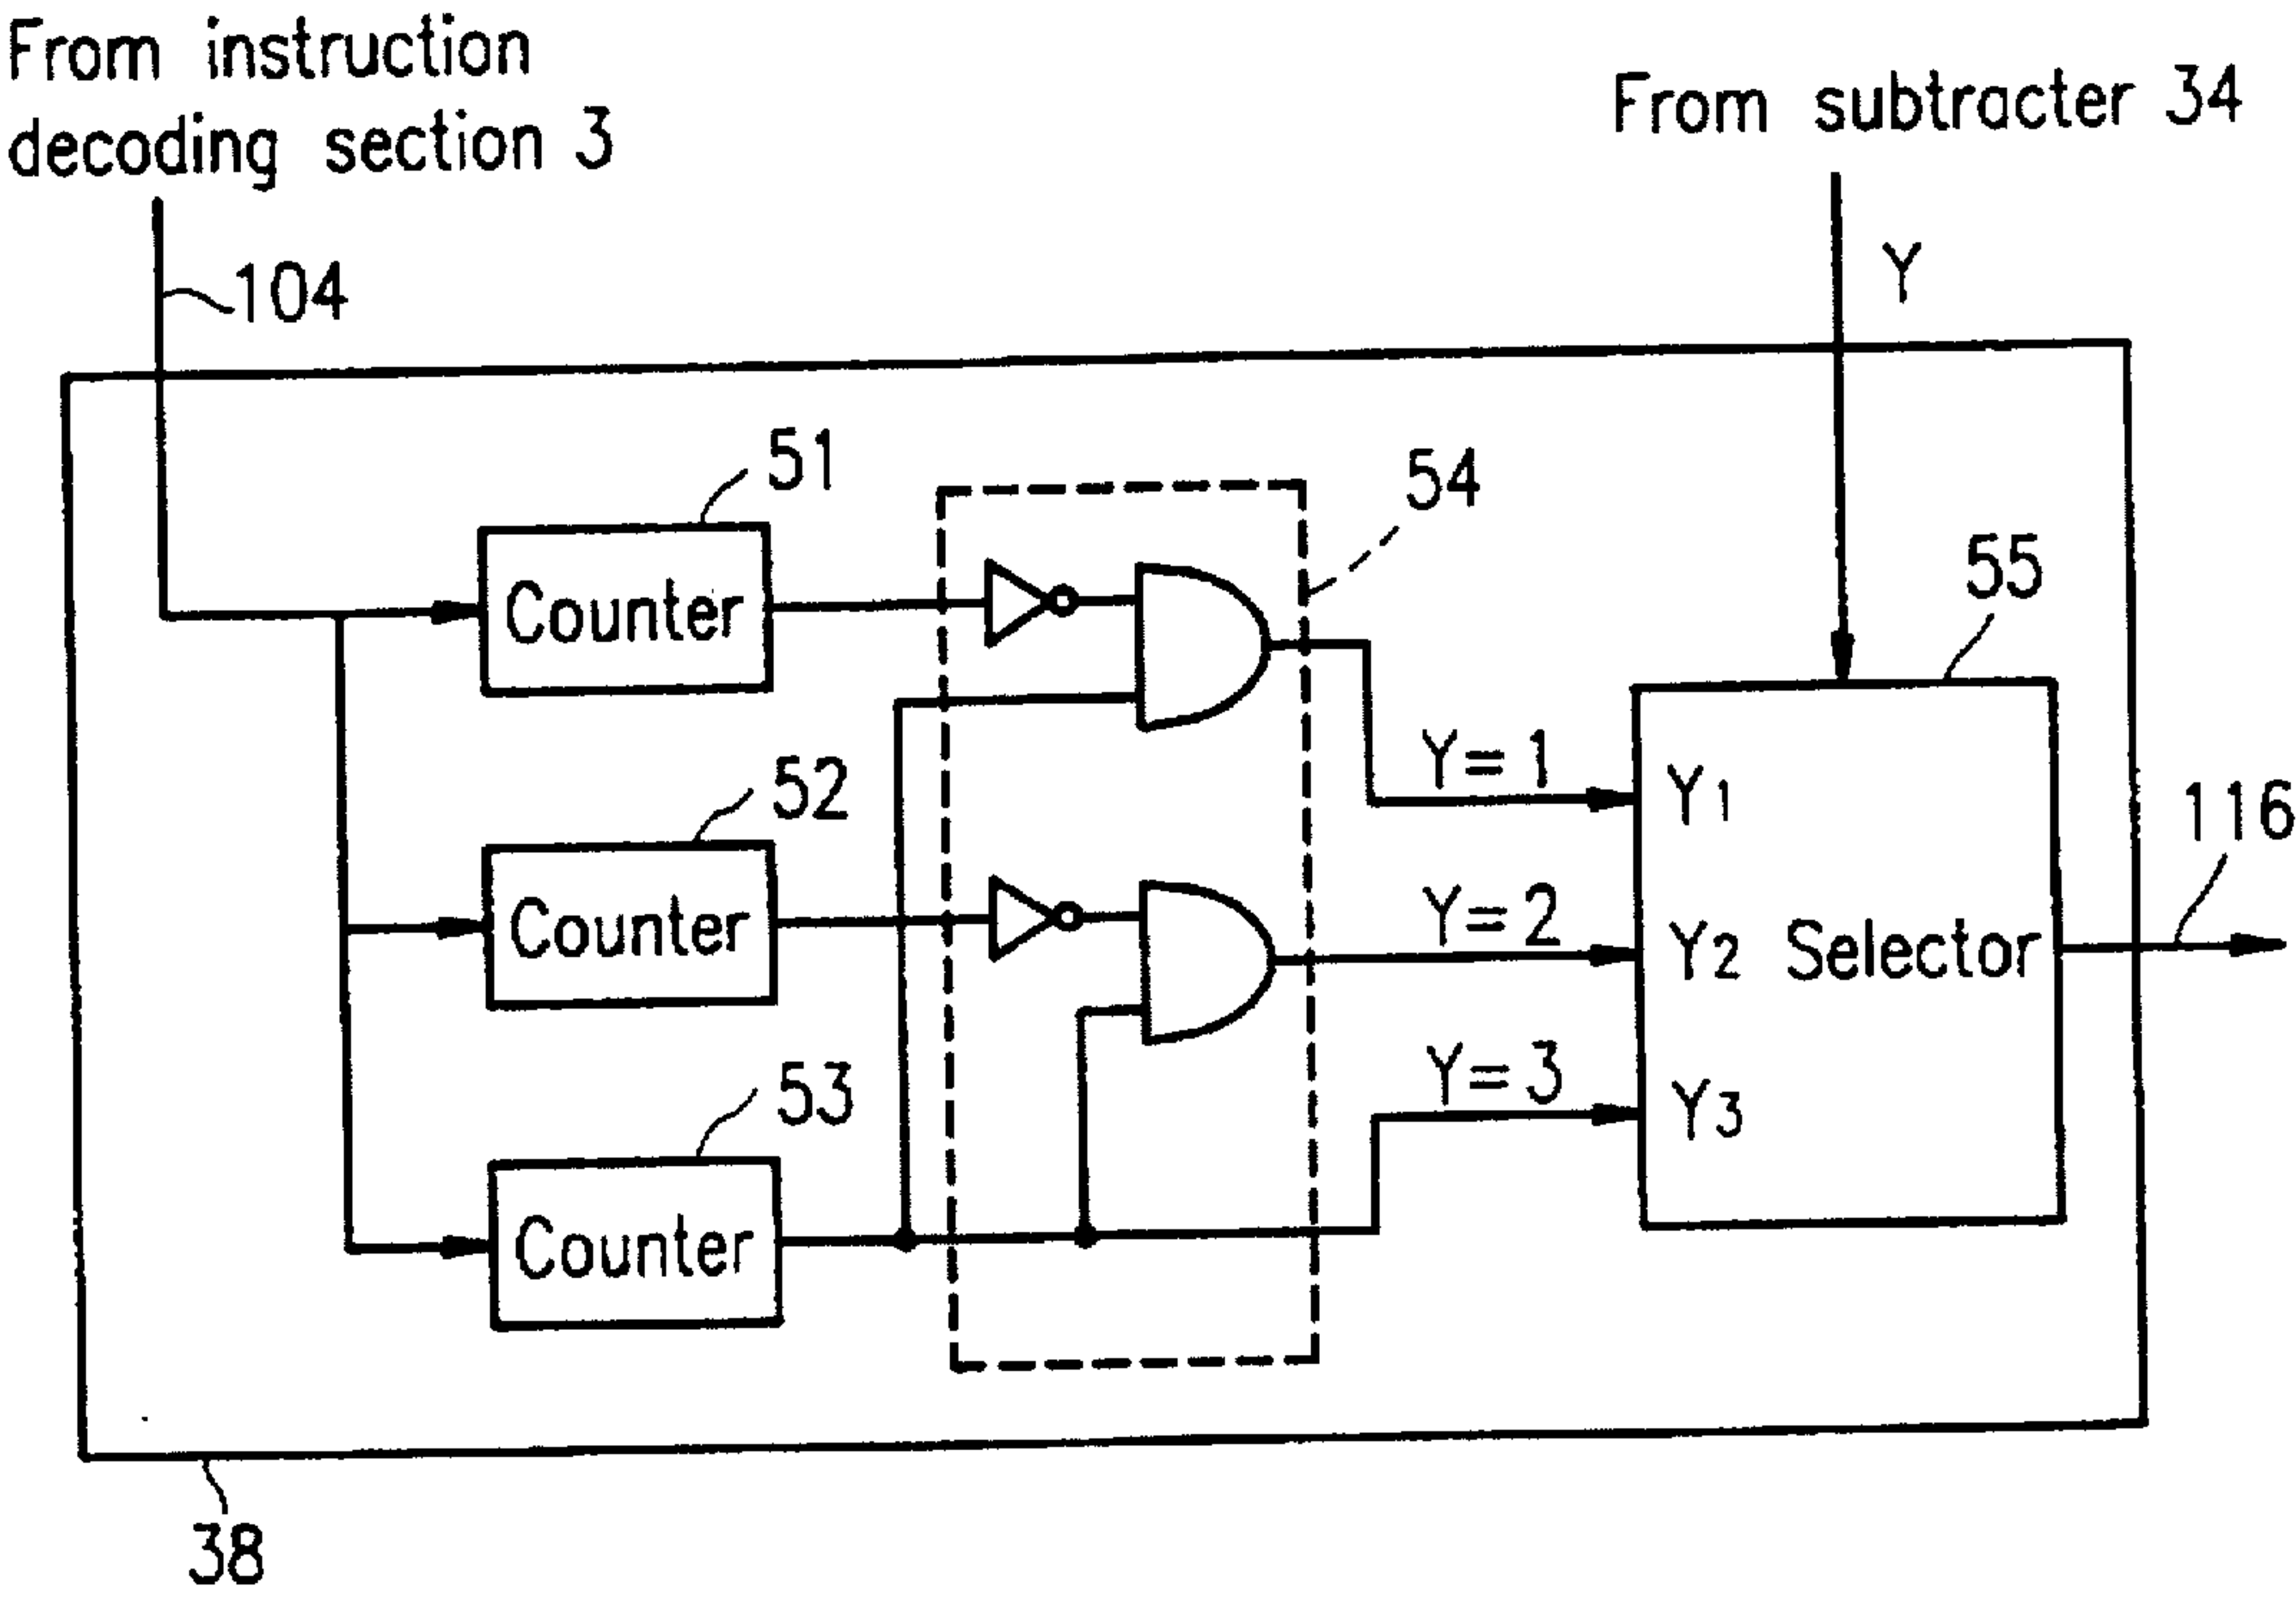 From instruction
decoding section 3
From subtracter 34
104
Y
51
Counter
54
55
52
Counter
Y=1
Y1
116
Y=2
Y2 Selector
53
Counter
Y=3
Y3
38